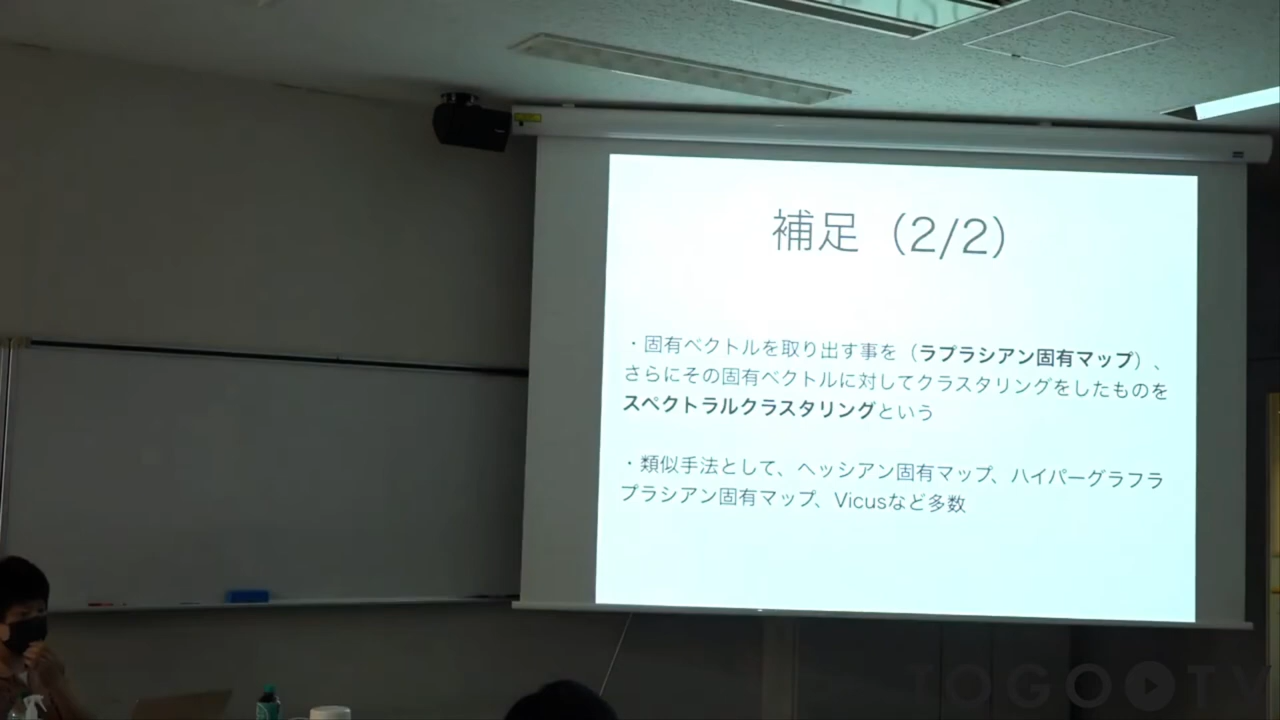 補足（2/2）
・固有ベクトルを取り出す事を（ラプラシアン固有マップ）、
さらにその固有ベクトルに対してクラスタリングをしたものを
スペクトラルクラスタリングという
・類似手法として、ヘッシアン固有マップ、ハイパーグラフラ
プラシアン固有マップ、Vicusなど多数
TOGO TV